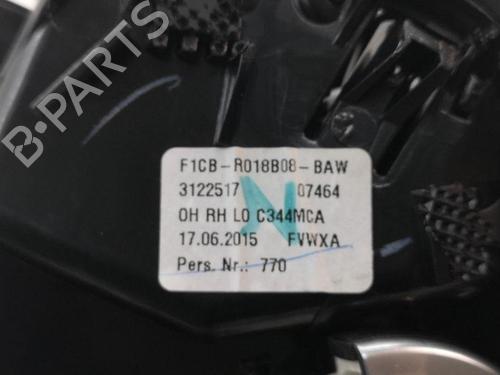 B-PARTS
F1CB-R018B08-BAW
3122517 07464
OH RH LO C344MCA
17.06.2015 FVWXA
Pers. Nr.: 770